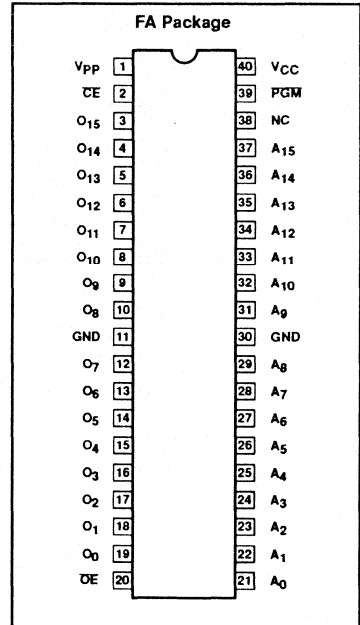 FA Package
VPP 1 40 VCC
C̅E̅ 2 39 P̅G̅M̅
O15 3 38 NC
O14 4 37 A15
O13 5 36 A14
O12 6 35 A13
O11 7 34 A12
O10 8 33 A11
O9 9 32 A10
O8 10 31 A9
GND 11 30 GND
O7 12 29 A8
O6 13 28 A7
O5 14 27 A6
O4 15 26 A5
O3 16 25 A4
O2 17 24 A3
O1 18 23 A2
O0 19 22 A1
O̅E̅ 20 21 A0